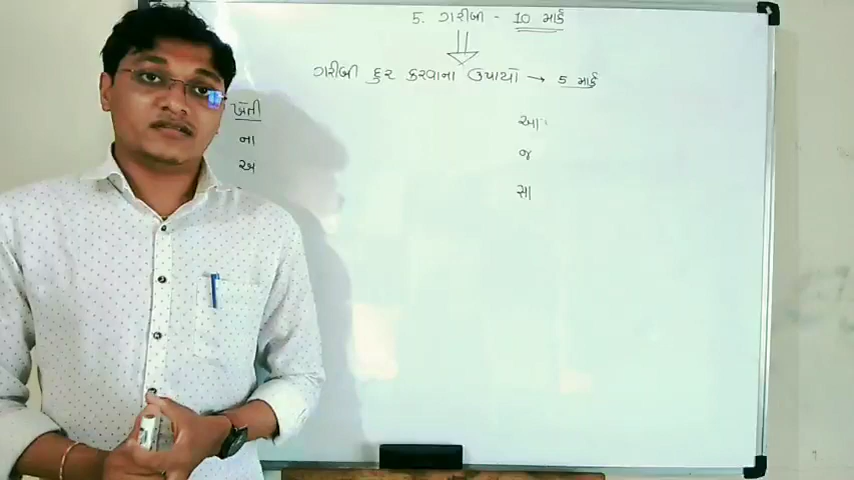 5. ગરીબી - 10 માર્ક
ગરીબી દુર કરવાના ઉપાયો → 5 માર્ક
ખેતી
ના
અ
આ
જ
સા